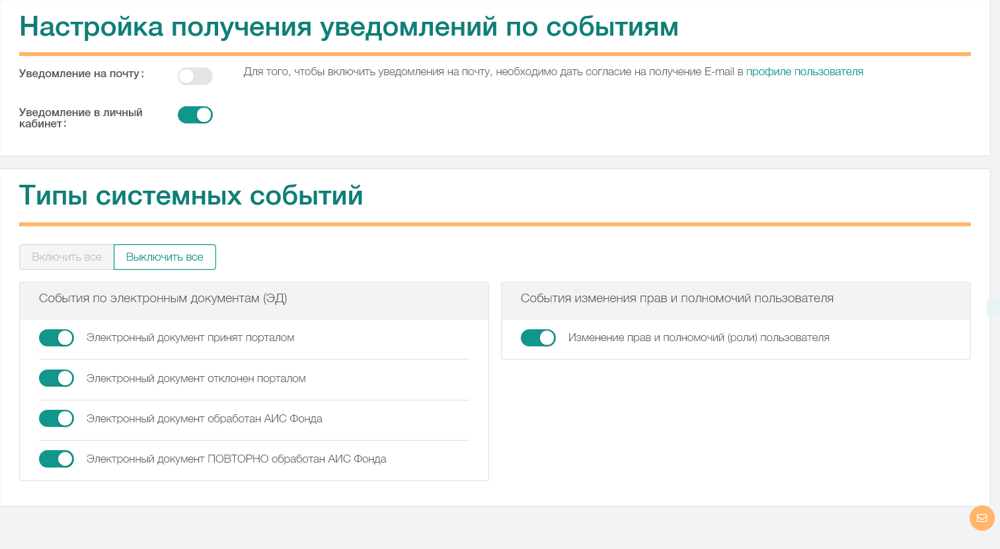 Настройка получения уведомлений по событиям
Уведомление на почту:
Для того, чтобы включить уведомления на почту, необходимо дать согласие на получение E-mail в профиле пользователя
Уведомление в личный
кабинет:
Типы системных событий
Включить все
Выключить все
События по электронным документам (ЭД)
Электронный документ принят порталом
Электронный документ отклонен порталом
Электронный документ обработан АИС Фонда
Электронный документ ПОВТОРНО обработан АИС Фонда
События изменения прав и полномочий пользователя
Изменение прав и полномочий (роли) пользователя